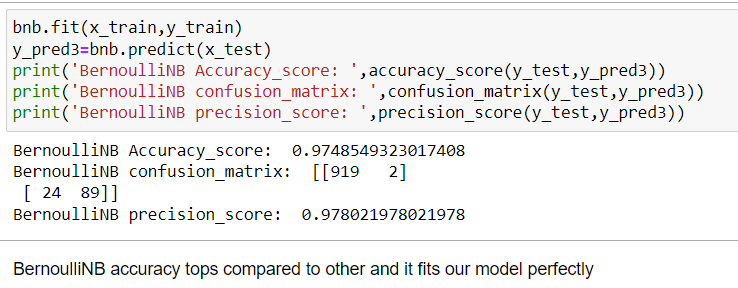 bnb.fit(x_train,y_train)
y_pred3=bnb.predict(x_test)
print('BernoulliNB Accuracy_score: ',accuracy_score(y_test,y_pred3))
print('BernoulliNB confusion_matrix: ',confusion_matrix(y_test,y_pred3))
print('BernoulliNB precision_score: ',precision_score(y_test,y_pred3))
BernoulliNB Accuracy_score:  0.9748549323017408
BernoulliNB confusion_matrix:  [[919   2]
 [ 24  89]]
BernoulliNB precision_score:  0.978021978021978
BernoulliNB accuracy tops compared to other and it fits our model perfectly